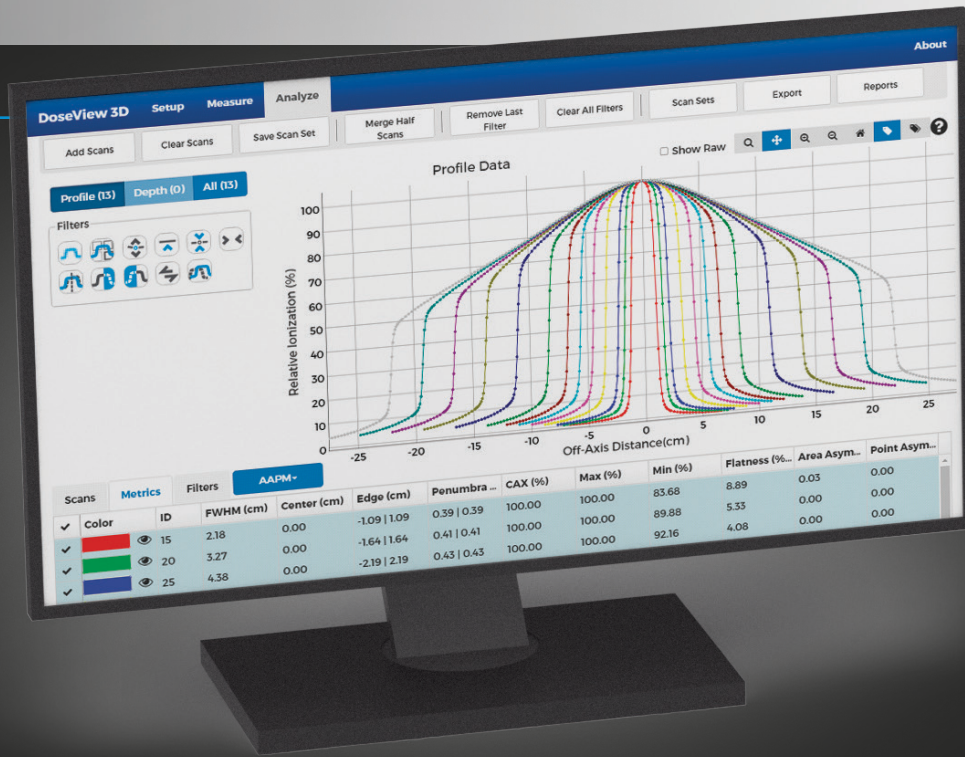 About
DoseView 3D Setup Measure Analyze
Add Scans Clear Scans Save Scan Set Merge Half Scans Remove Last Filter Clear All Filters Scan Sets Export Reports
Profile (13) Depth (0) All (13)
Filters
Profile Data
Show Raw
?
Relative Ionization (%)
100
90
80
70
60
50
40
30
20
10
0
-25 -20 -15 -10 -5 0 5 10 15 20 25
Off-Axis Distance(cm)
Scans Metrics Filters AAPM
Color ID FWHM (cm) Center (cm) Edge (cm) Penumbra ... CAX (%) Max (%) Min (%) Flatness (%... Area Asym... Point Asym...
15 2.18 0.00 -1.09 | 1.09 0.39 | 0.39 100.00 100.00 83.68 8.89 0.03 0.00
20 3.27 0.00 -1.64 | 1.64 0.41 | 0.41 100.00 100.00 89.88 5.33 0.00 0.00
25 4.38 0.00 -2.19 | 2.19 0.43 | 0.43 100.00 100.00 92.16 4.08 0.00 0.00